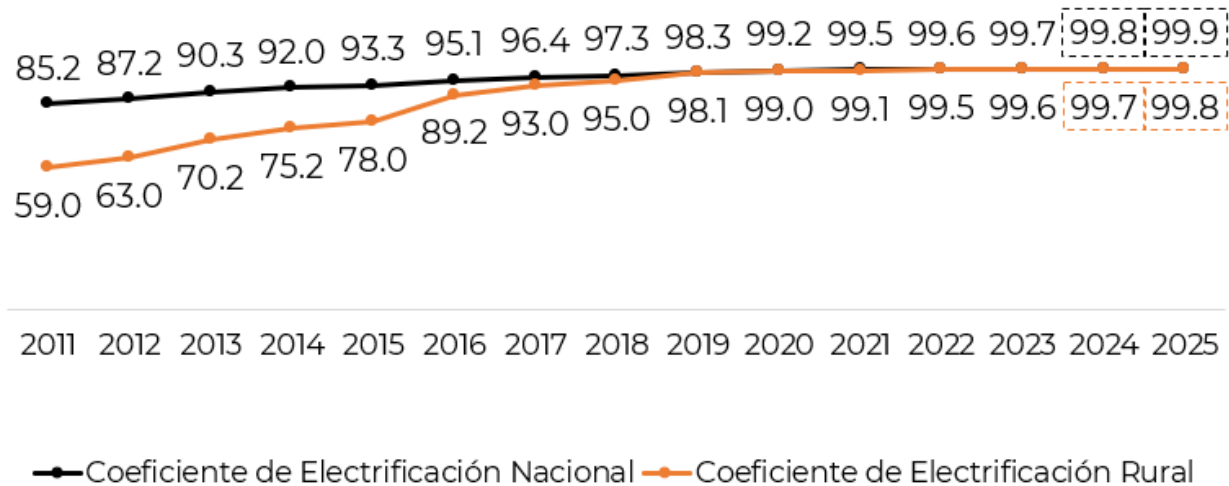 85.2 87.2 90.3 92.0 93.3 95.1 96.4 97.3 98.3 99.2 99.5 99.6 99.7 99.8 99.9
59.0 63.0 70.2 75.2 78.0 89.2 93.0 95.0 98.1 99.0 99.1 99.5 99.6 99.7 99.8
2011 2012 2013 2014 2015 2016 2017 2018 2019 2020 2021 2022 2023 2024 2025
Coeficiente de Electrificación Nacional Coeficiente de Electrificación Rural